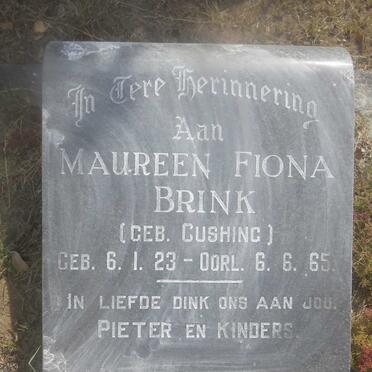 In Tere Herinnering
Aan
MAUREEN FIONA
BRINK
(GEB. CUSHING)
GEB. 6.1.23 - OORL. 6.6.65.
IN LIEFDE DINK ONS AAN JOU.
PIETER EN KINDERS.